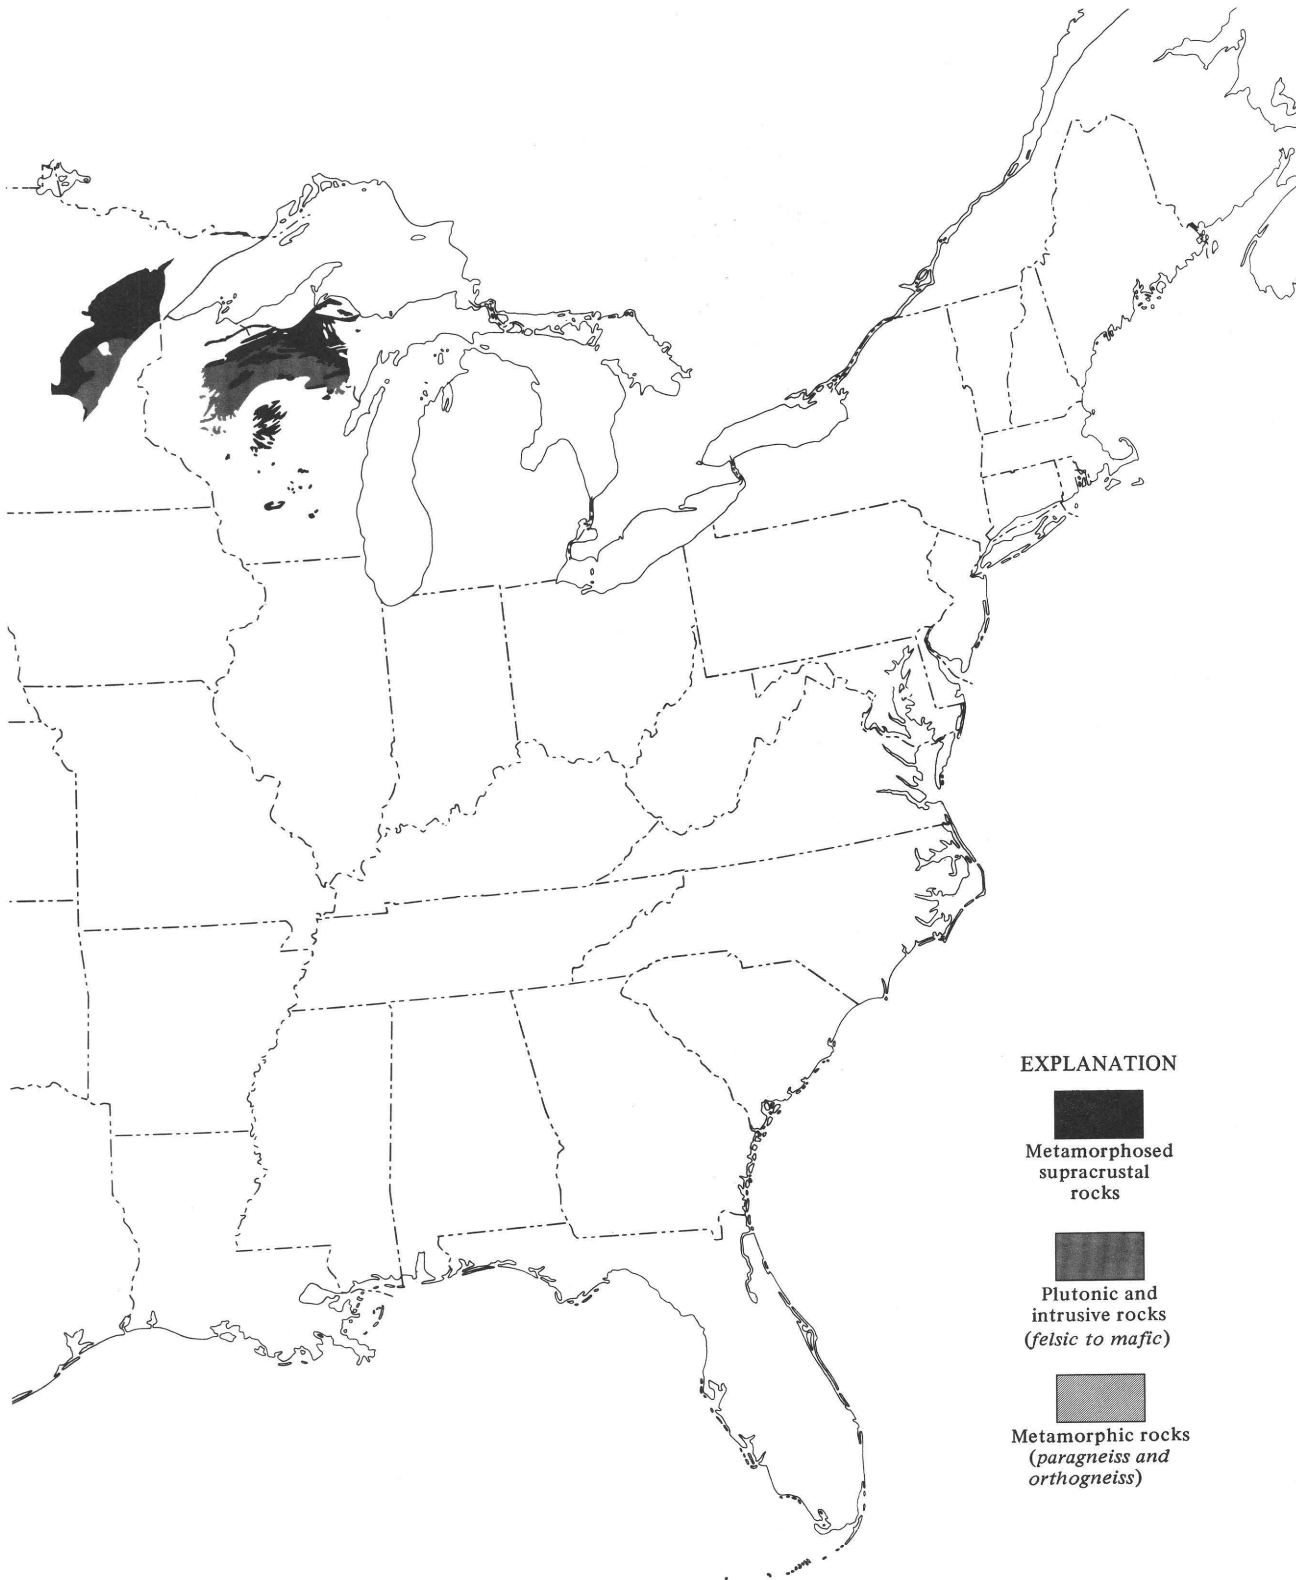 EXPLANATION
Metamorphosed
supracrustal
rocks
Plutonic and
intrusive rocks
(felsic to mafic)
Metamorphic rocks
(paragneiss and
orthogneiss)